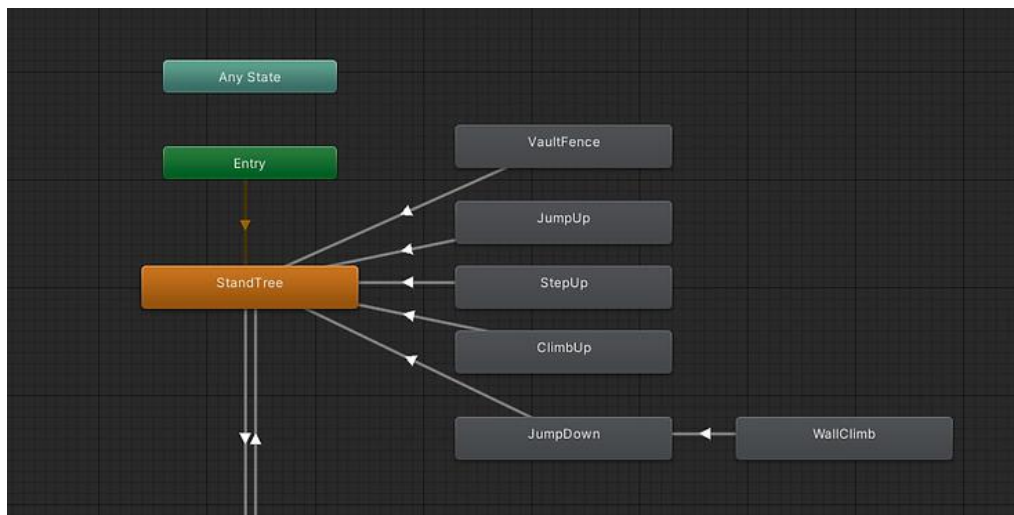 Any State
Entry
VaultFence
JumpUp
StandTree
StepUp
ClimbUp
JumpDown
WallClimb